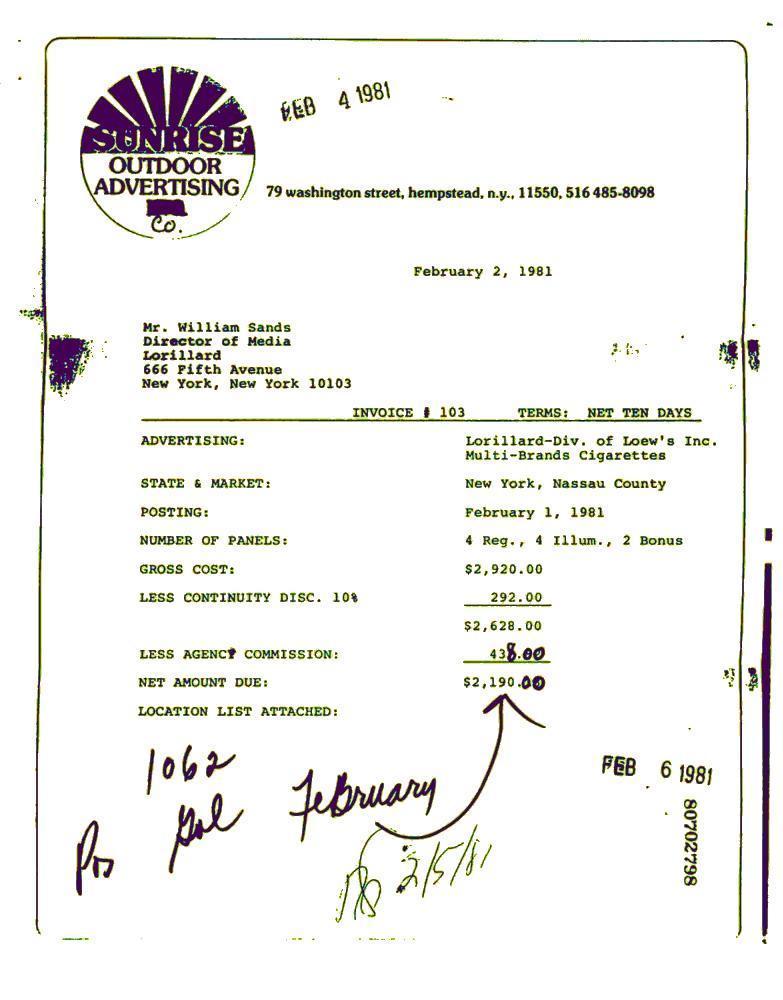 FEB 4 1981
SUNRISE
OUTDOOR
ADVERTISING
Co.
79 washington street, hempstead, n.y., 11550, 516 485-8098
February 2, 1981
Mr. William Sands
Director of Media
Lorillard
666 Fifth Avenue
New York, New York 10103
INVOICE # 103 TERMS: NET TEN DAYS
ADVERTISING: Lorillard-Div. of Loew's Inc.
Multi-Brands Cigarettes
STATE & MARKET: New York, Nassau County
POSTING: February 1, 1981
NUMBER OF PANELS: 4 Reg., 4 Illum., 2 Bonus
GROSS COST: $2,920.00
LESS CONTINUITY DISC. 10% 292.00
$2,628.00
LESS AGENCY COMMISSION: 438.00
NET AMOUNT DUE: $2,190.00
LOCATION LIST ATTACHED:
1062
February
FEB 6 1981
2/5/81
80702798